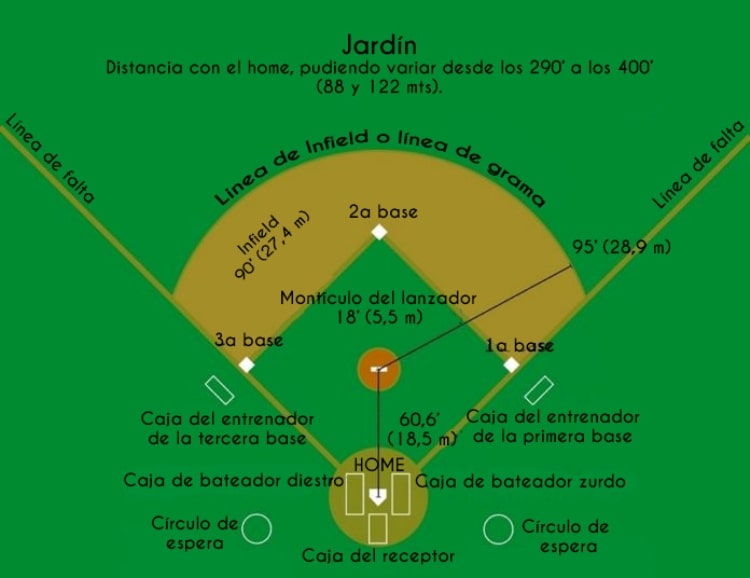 Jardín
Distancia con el home, pudiendo variar desde los 290' a los 400'
(88 y 122 mts).
Línea de falta
Linea de Infield o línea de grama
Línea de falta
2a base
Infield
90' (27,4 m)
95' (28,9 m)
Montículo del lanzador
18' (5,5 m)
3a base
1a base
Caja del entrenador
de la tercera base
60,6'
(18,5 m)
Caja del entrenador
de la primera base
HOME
Caja de bateador diestro
Caja de bateador zurdo
Círculo de
espera
Círculo de
espera
Caja del receptor